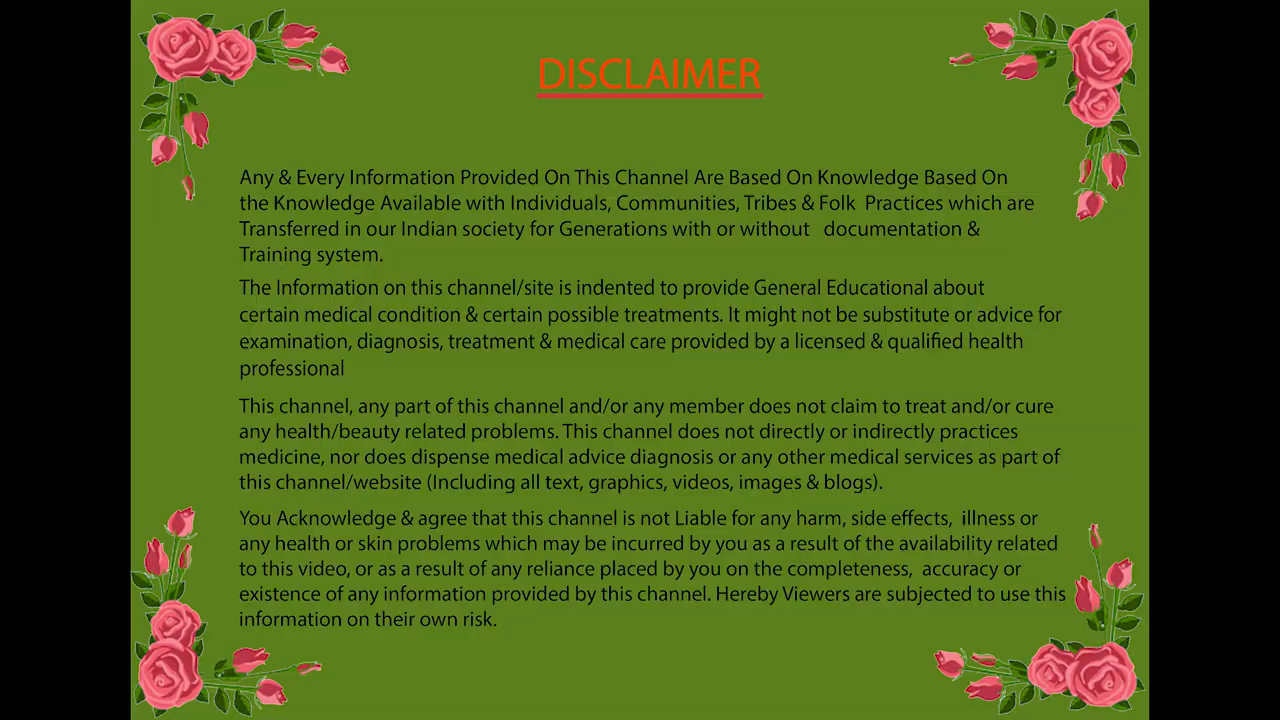 DISCLAIMER
Any & Every Information Provided On This Channel Are Based On Knowledge Based On
the Knowledge Available with Individuals, Communities, Tribes & Folk Practices which are
Transferred in our Indian society for Generations with or without documentation &
Training system.
The Information on this channel/site is indented to provide General Educational about
certain medical condition & certain possible treatments. It might not be substitute or advice for
examination, diagnosis, treatment & medical care provided by a licensed & qualified health
professional
This channel, any part of this channel and/or any member does not claim to treat and/or cure
any health/beauty related problems. This channel does not directly or indirectly practices
medicine, nor does dispense medical advice diagnosis or any other medical services as part of
this channel/website (Including all text, graphics, videos, images & blogs).
You Acknowledge & agree that this channel is not Liable for any harm, side effects, illness or
any health or skin problems which may be incurred by you as a result of the availability related
to this video, or as a result of any reliance placed by you on the completeness, accuracy or
existence of any information provided by this channel. Hereby Viewers are subjected to use this
information on their own risk.